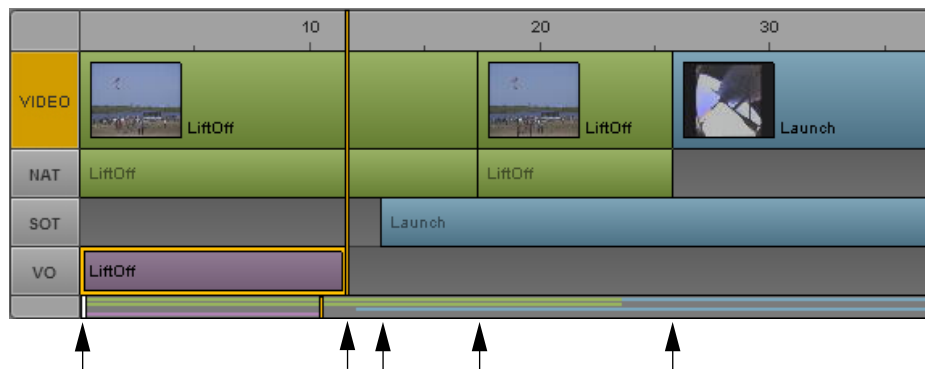 10 20 30
VIDEO LiftOff LiftOff Launch
NAT LiftOff LiftOff
SOT Launch
VO LiftOff